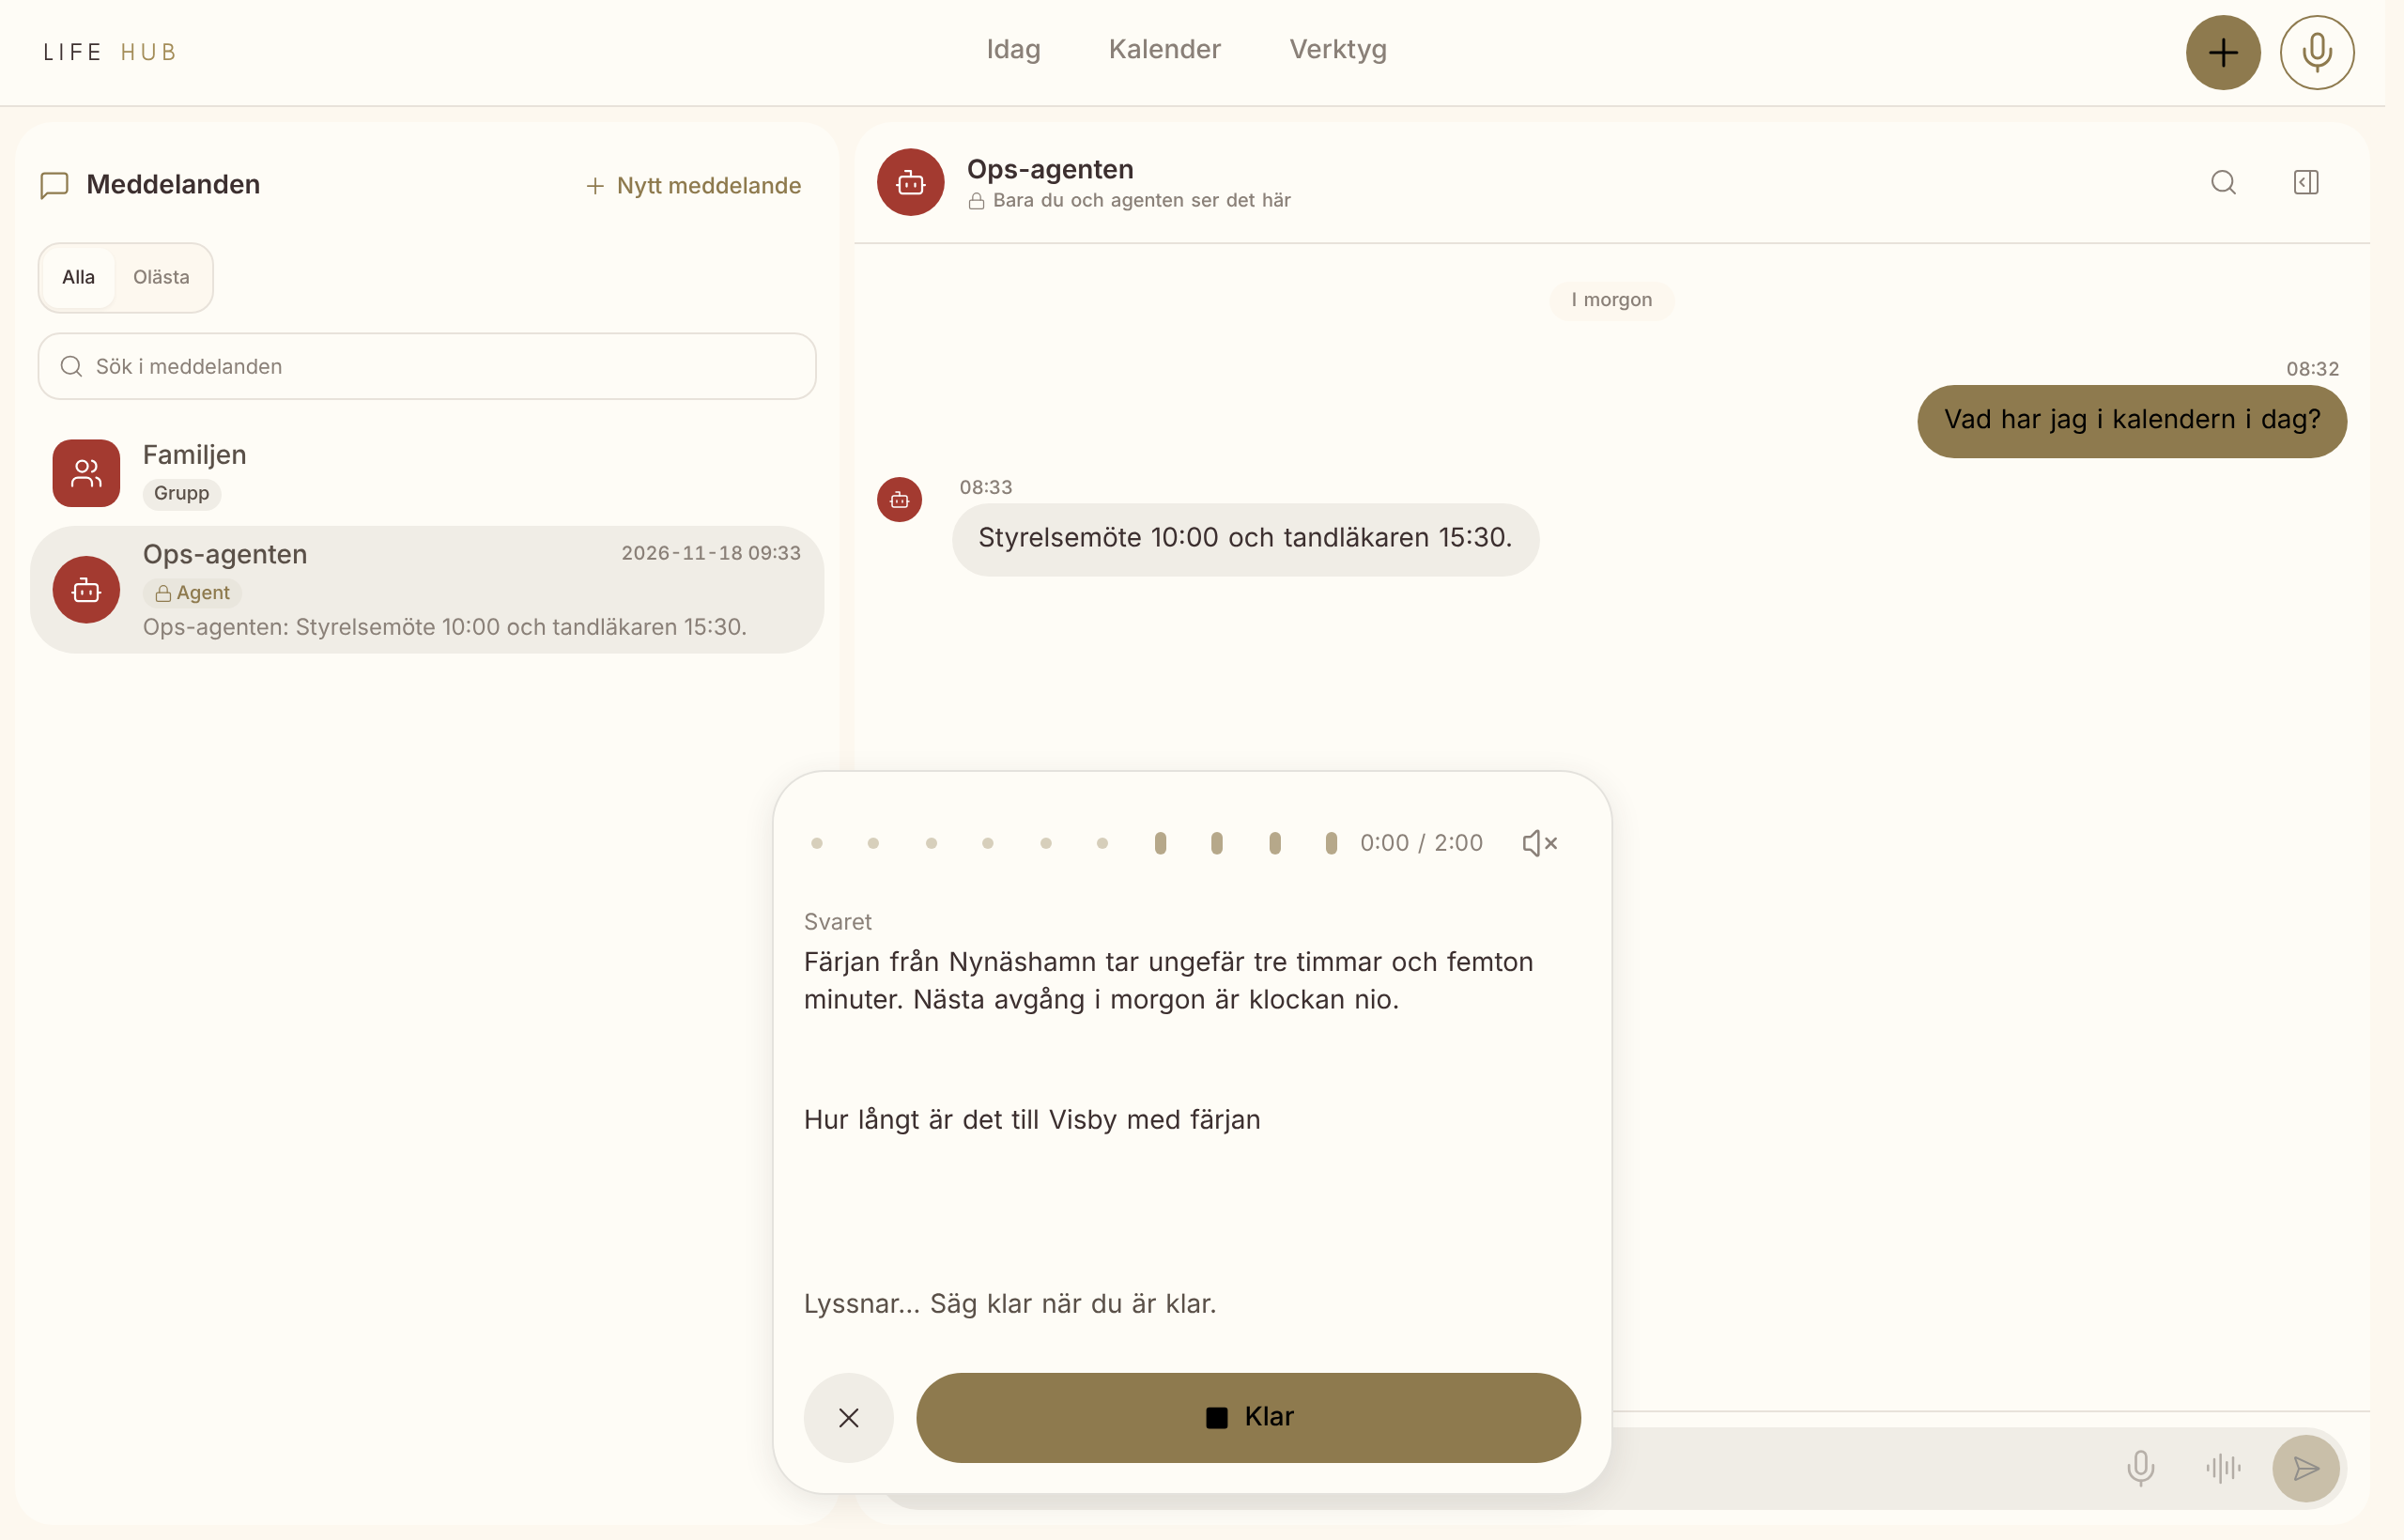 LIFE HUB
Idag
Kalender
Verktyg
Meddelanden
Nytt meddelande
Alla
Olästa
Sök i meddelanden
Familjen
Grupp
Ops-agenten
2026-11-18 09:33
Agent
Ops-agenten: Styrelsemöte 10:00 och tandläkaren 15:30.
Ops-agenten
Bara du och agenten ser det här
I morgon
08:32
Vad har jag i kalendern i dag?
08:33
Styrelsemöte 10:00 och tandläkaren 15:30.
0:00 / 2:00
Svaret
Färjan från Nynäshamn tar ungefär tre timmar och femton
minuter. Nästa avgång i morgon är klockan nio.
Hur långt är det till Visby med färjan
Lyssnar... Säg klar när du är klar.
Klar